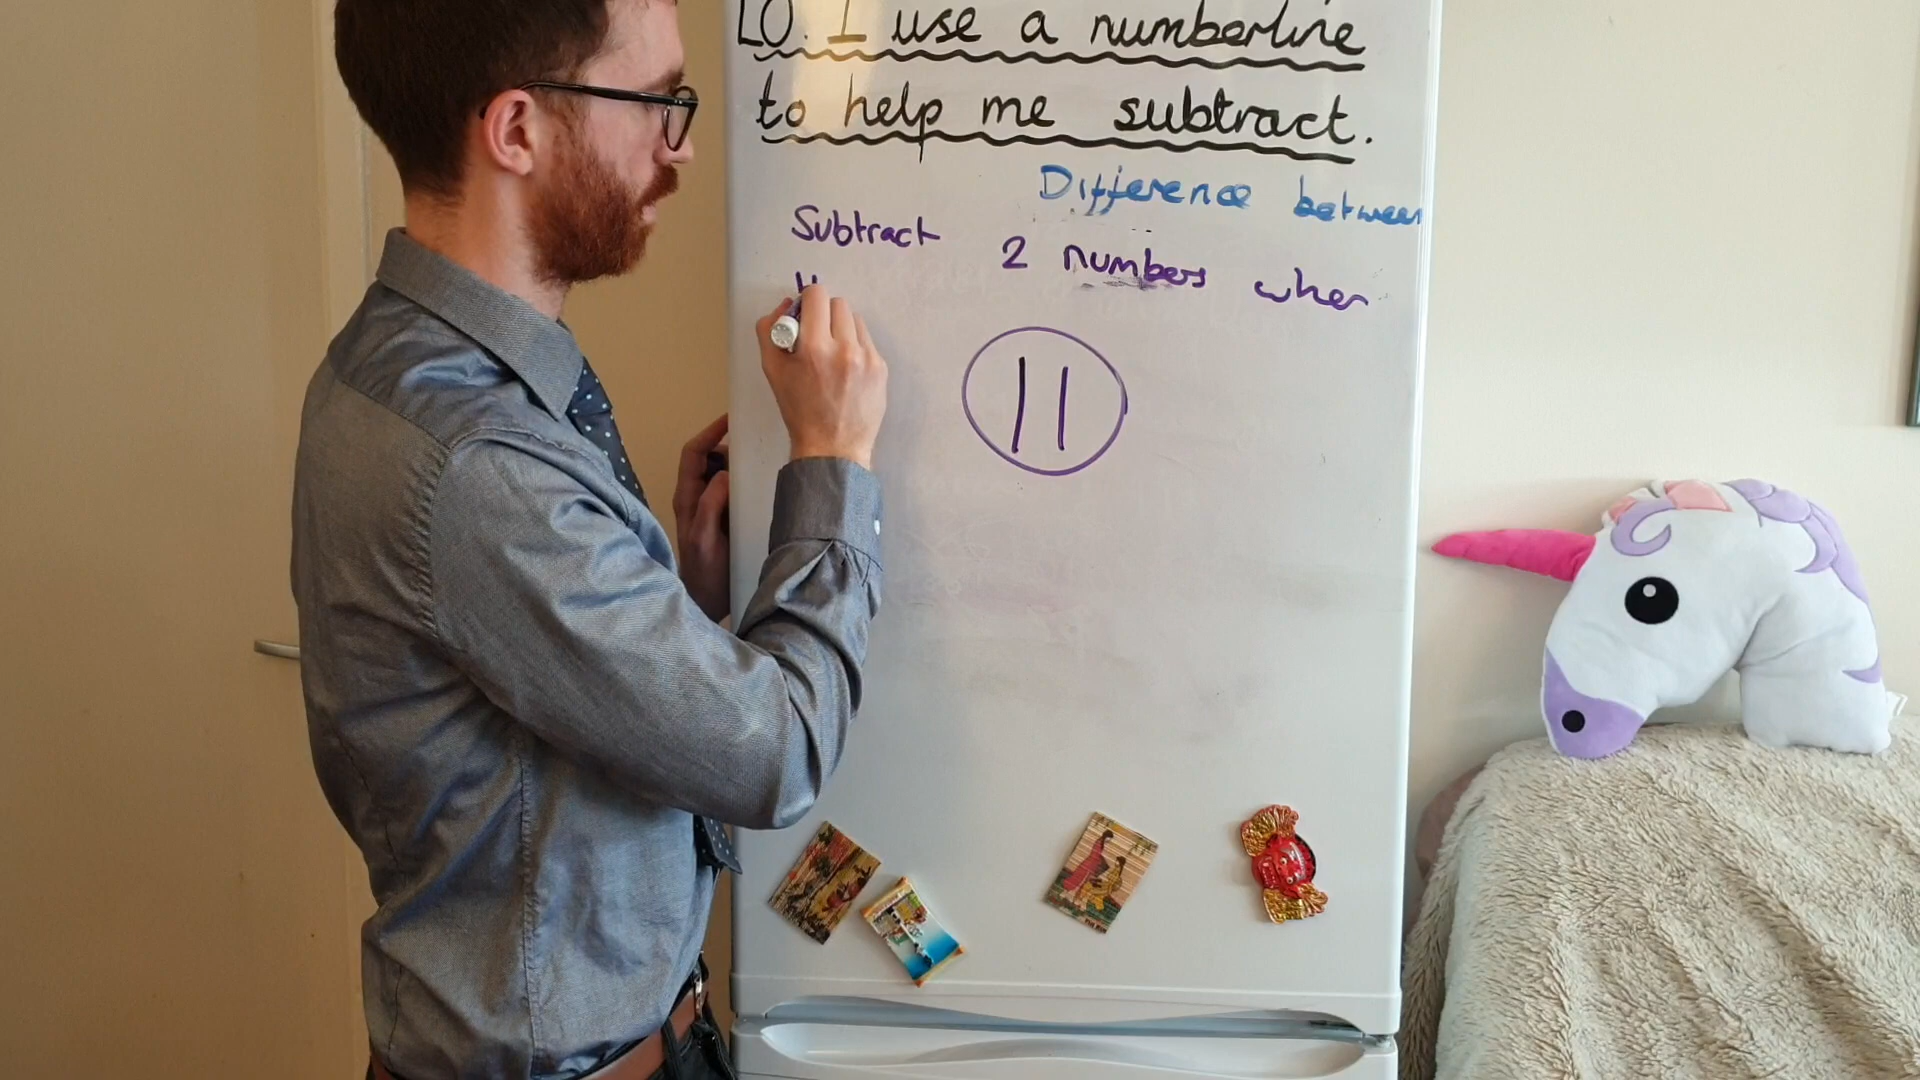 LO. I use a numberline
to help me subtract.
Difference between
Subtract 2 numbers when
11